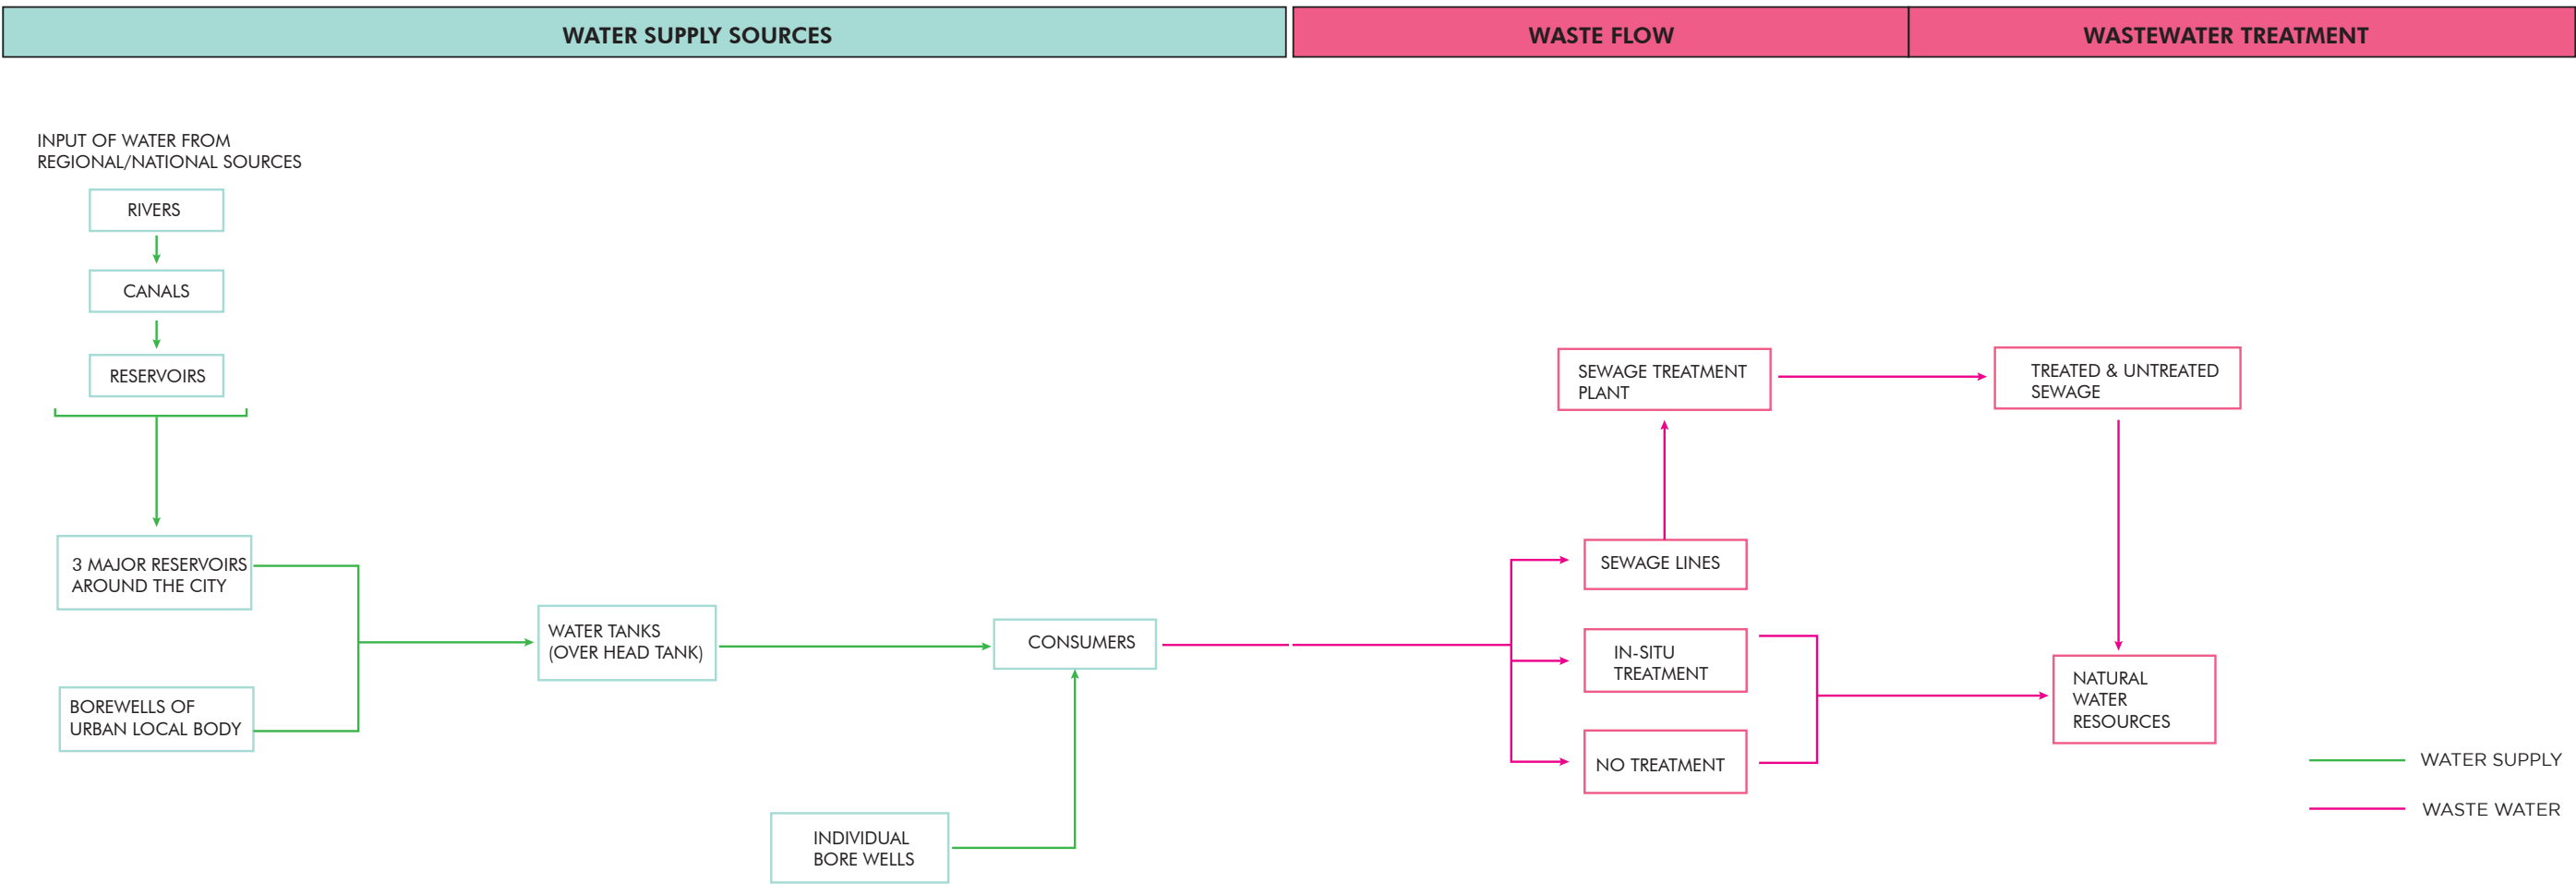 WATER SUPPLY SOURCES
WASTE FLOW
WASTEWATER TREATMENT
INPUT OF WATER FROM
REGIONAL/NATIONAL SOURCES
RIVERS
CANALS
RESERVOIRS
3 MAJOR RESERVOIRS
AROUND THE CITY
BOREWELLS OF
URBAN LOCAL BODY
WATER TANKS
(OVER HEAD TANK)
INDIVIDUAL
BORE WELLS
CONSUMERS
SEWAGE TREATMENT
PLANT
SEWAGE LINES
IN-SITU
TREATMENT
NO TREATMENT
TREATED & UNTREATED
SEWAGE
NATURAL
WATER
RESOURCES
WATER SUPPLY
WASTE WATER